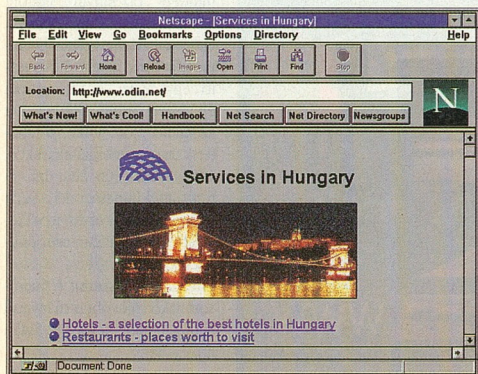 Netscape - [Services in Hungary]
File Edit View Go Bookmarks Options Directory Help
Back Forward Home Reload Images Open Print Find Stop
Location: http://www.odin.net/
N
What's New! What's Cool! Handbook Net Search Net Directory Newsgroups
Services in Hungary
Hotels - a selection of the best hotels in Hungary
Restaurants - places worth to visit
Document Done